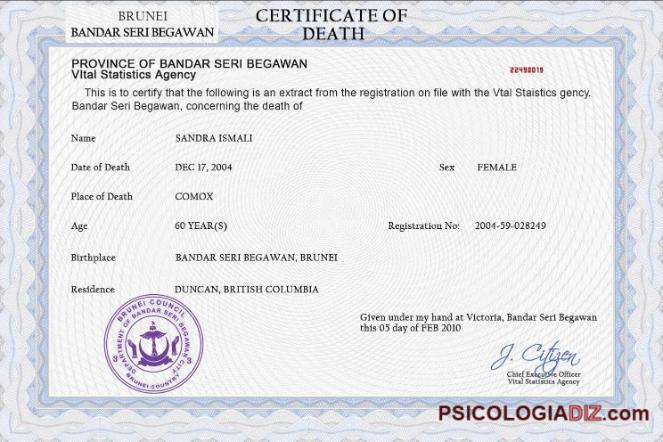 BRUNEI
BANDAR SERI BEGAWAN
CERTIFICATE OF
DEATH
PROVINCE OF BANDAR SERI BEGAWAN
Vital Statistics Agency
22490019
This is to certify that the following is an extract from the registration on file with the Vtal Staistics gency.
Bandar Seri Begawan, concerning the death of
Name SANDRA ISMALI
Date of Death DEC 17, 2004 Sex FEMALE
Place of Death COMOX
Age 60 YEAR(S) Registration No: 2004-59-028249
Birthplace BANDAR SERI BEGAWAN, BRUNEI
Residence DUNCAN, BRITISH COLUMBIA
BRUNEI COUNCIL
DEPARTMENT OF BANDAR SERI BEGAWAN CITY
BRUNEI COUNTRY
Given under my hand at Victoria, Bandar Seri Begawan
this 05 day of FEB 2010
J. Citizen
Chief Executive Officer
Vital Statistics Agency
PSICOLOGIADIZ.com